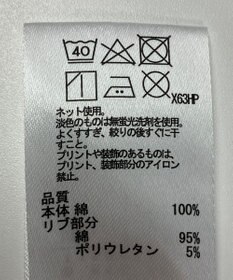 40
X63HP
ネット使用。
淡色のものは無蛍光洗剤を使用。
よくすすぎ、絞りの後すぐに干
すこと。
プリントや装飾のあるものは、
プリント、装飾部分のアイロン
禁止。
品質
本体 綿 100%
リブ部分
綿 95%
ポリウレタン 5%